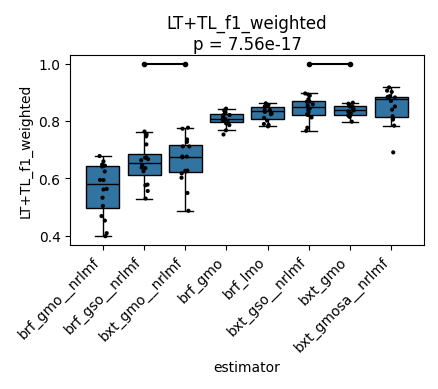 LT+TL_f1_weighted
p = 7.56e-17
LT+TL_f1_weighted
1.0
0.8
0.6
0.4
brf_gmo__nrlmf
brf_gso__nrlmf
bxt_gmo__nrlmf
brf_gmo
brf_lmo
bxt_gso__nrlmf
bxt_gmo
bxt_gmosa__nrlmf
estimator